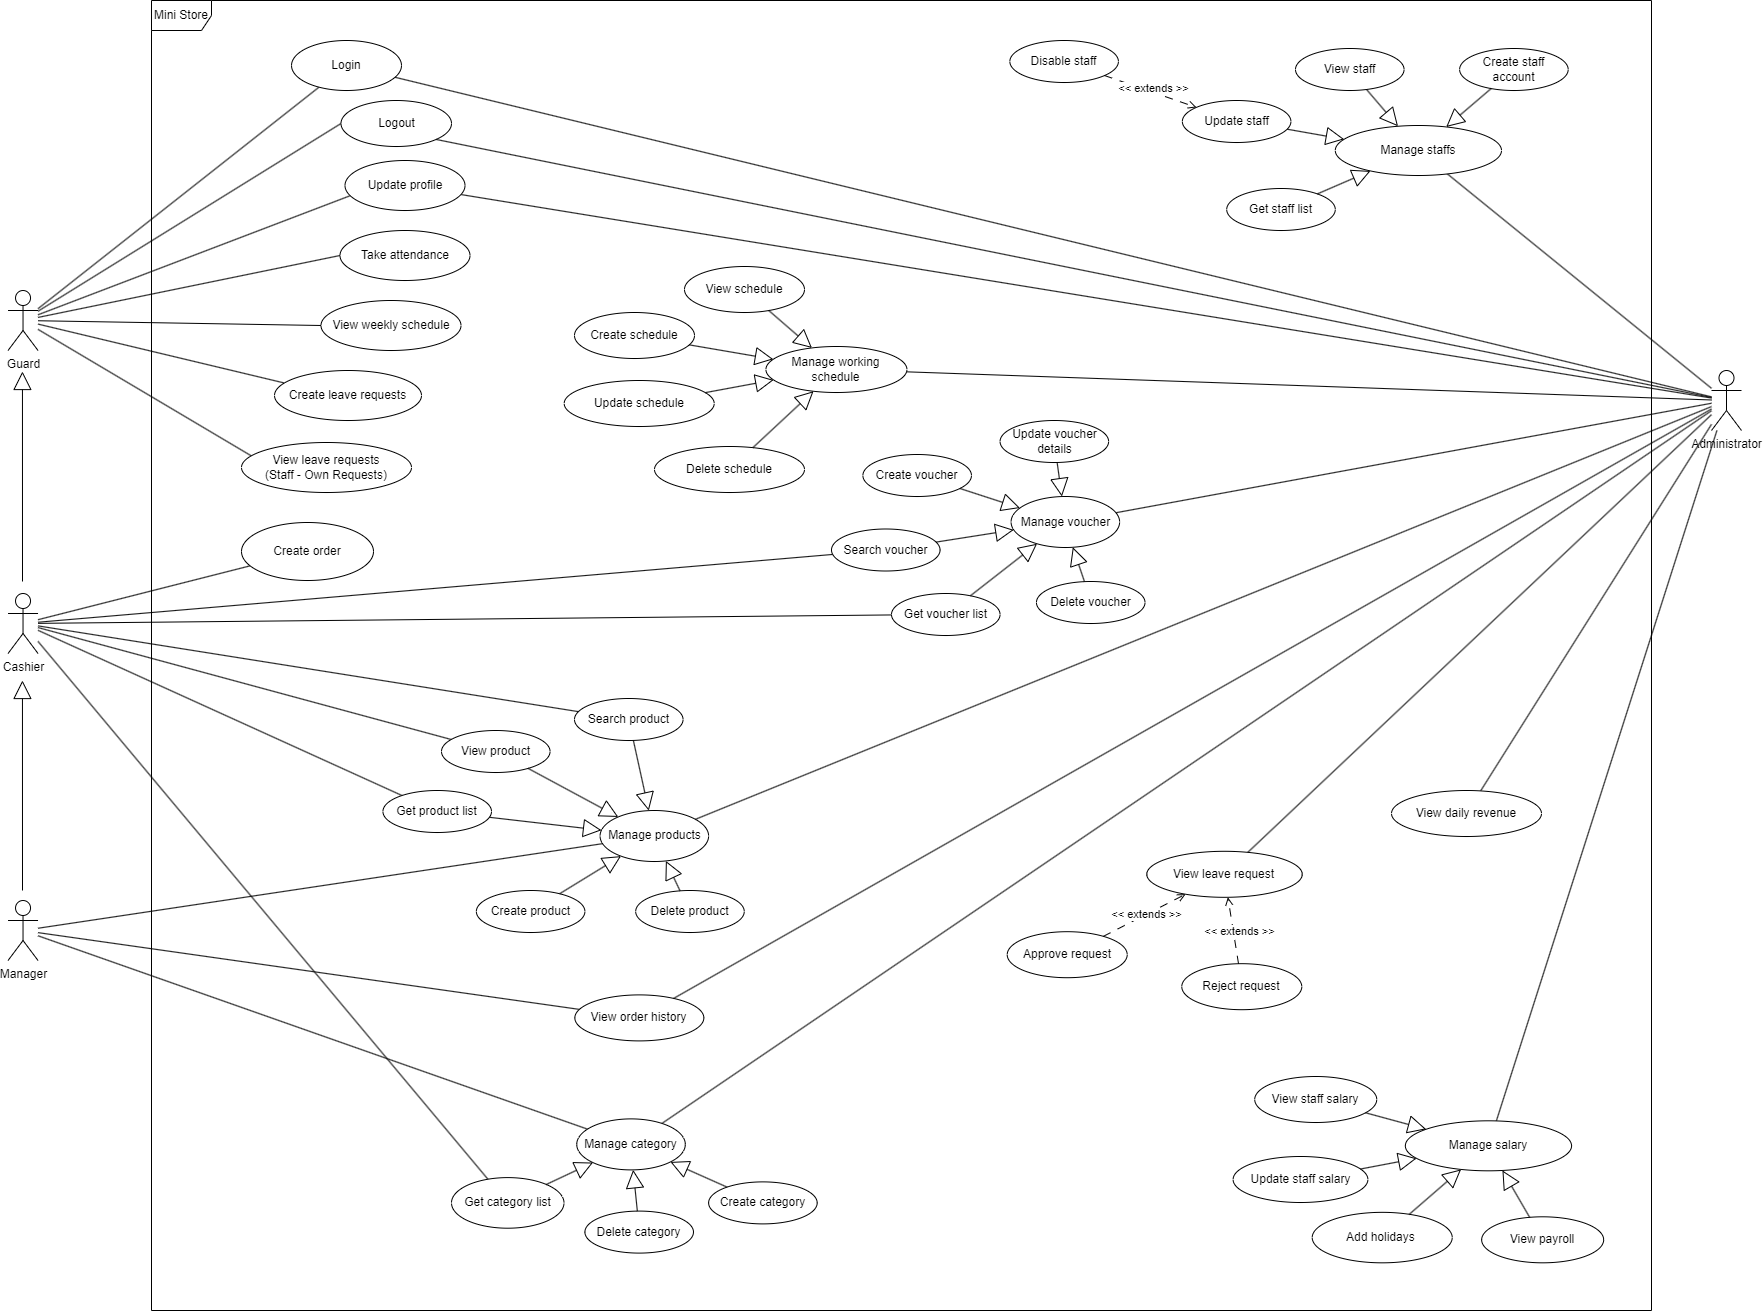 Mini Store
Login
Disable staff
<< extends >>
View staff
Create staff
account
Logout
Update staff
Manage staffs
Update profile
Get staff list
Take attendance
View schedule
View weekly schedule
Create schedule
Manage working
schedule
Guard
Create leave requests
Update schedule
Administrator
View leave requests
(Staff - Own Requests)
Delete schedule
Update voucher
details
Create voucher
Manage voucher
Create order
Search voucher
Delete voucher
Get voucher list
Cashier
Search product
View product
Get product list
Manage products
View daily revenue
Create product
Delete product
View leave request
<< extends >>
<< extends >>
Approve request
Reject request
Manager
View order history
View staff salary
Manage category
Manage salary
Update staff salary
Get category list
Create category
Delete category
Add holidays
View payroll